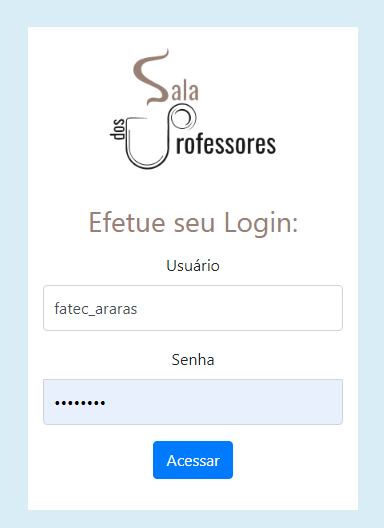 Sala
dos Professores
Efetue seu Login:
Usuário
fatec_araras
Senha
••••••••
Acessar